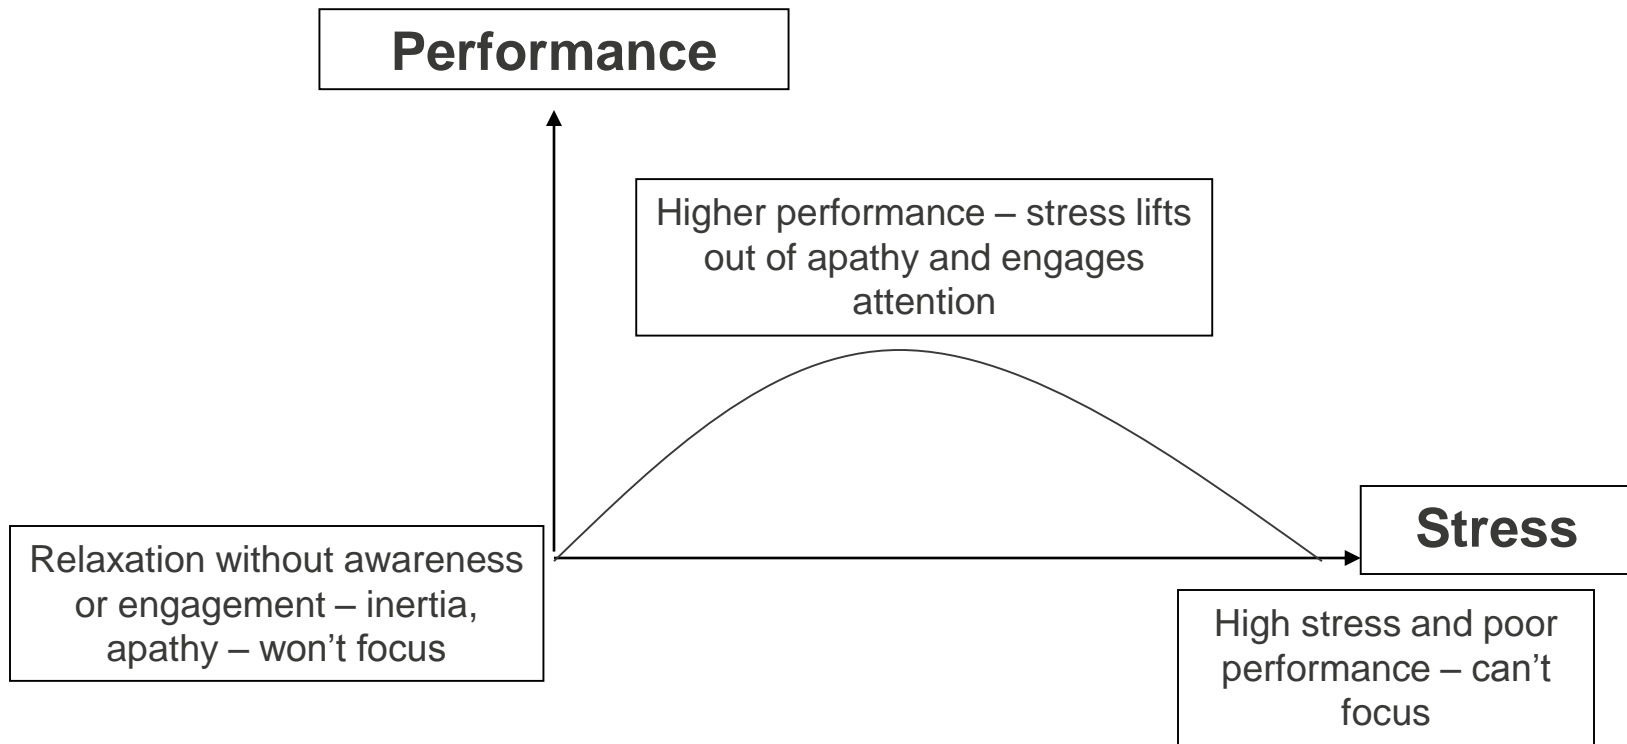 Performance
Higher performance – stress lifts
out of apathy and engages
attention
Stress
Relaxation without awareness
or engagement – inertia,
apathy – won’t focus
High stress and poor
performance – can’t
focus